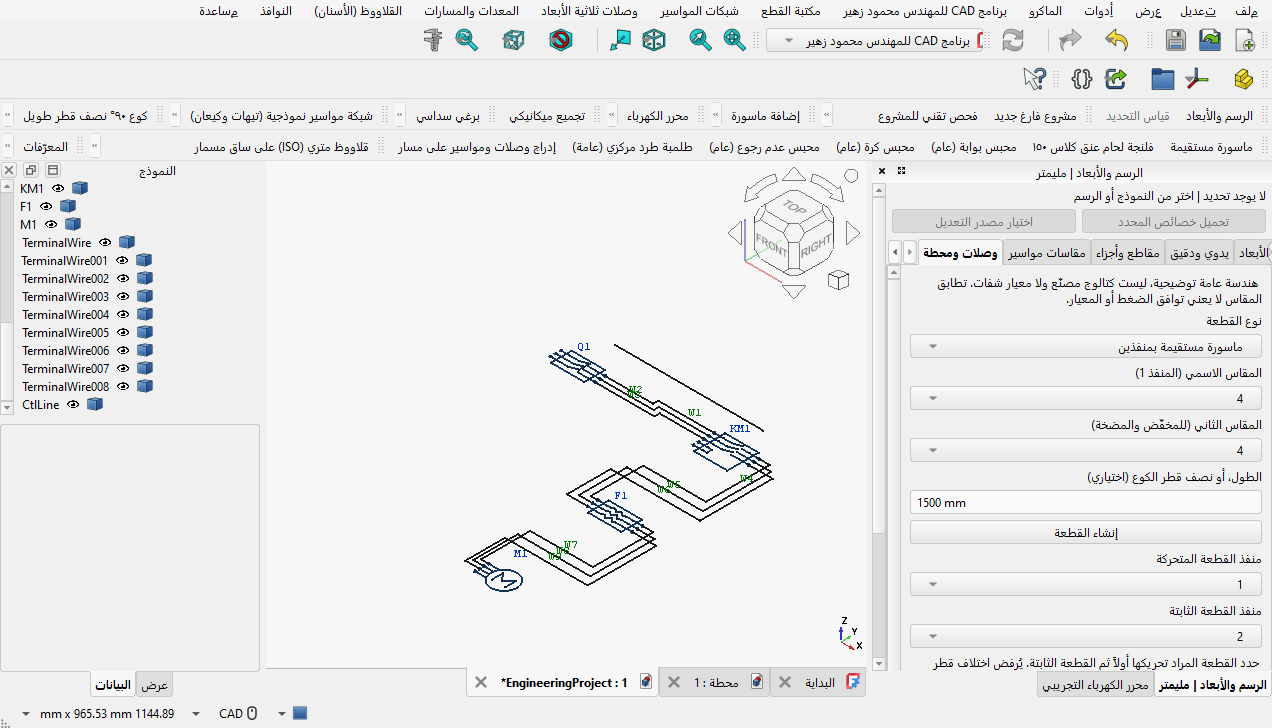 ملف تعديل عرض أدوات الماكرو برنامج CAD للمهندس محمود زهير مكتبة القطع شبكات المواسير وصلات ثلاثية الأبعاد المعدات والمسارات القلاووظ (الأسنان) النوافذ مساعدة
برنامج CAD للمهندس محمود زهير
الرسم والأبعاد قياس التحديد مشروع فارغ جديد فحص تقني للمشروع إضافة ماسورة محرر الكهرباء تجميع ميكانيكي برغي سداسي شبكة مواسير نموذجية (تيهات وكيعان) كوع ٩٠° نصف قطر طويل
ماسورة مستقيمة فلنجة لحام عنق كلاس ١٥٠ محبس بوابة (عام) محبس كرة (عام) محبس عدم رجوع (عام) طلمبة طرد مركزي (عامة) إدراج وصلات ومواسير على مسار قلاووظ متري (ISO) على ساق مسمار المعرّفات
النموذج
KM1
F1
M1
TerminalWire
TerminalWire001
TerminalWire002
TerminalWire003
TerminalWire004
TerminalWire005
TerminalWire006
TerminalWire007
TerminalWire008
CtlLine
عرض البيانات
TOP
FRONT
RIGHT
Q1
W2
W1
KM1
W4
W5
F1
W7
M1
Z
Y
X
الرسم والأبعاد | مليمتر
لا يوجد تحديد | اختر من النموذج أو الرسم
تحميل خصائص المحدد
اختيار مصدر التعديل
الأبعاد يدوي ودقيق مقاطع وأجزاء مقاسات مواسير وصلات ومحطة
هندسة عامة توضيحية، ليست كتالوج مصنّع ولا معيار شفات. تطابق
المقاس لا يعني توافق الضغط أو المعيار.
نوع القطعة
ماسورة مستقيمة بمنفذين
المقاس الاسمي (المنفذ 1)
4
المقاس الثاني (للمخفّض والمضخة)
4
الطول، أو نصف قطر الكوع (اختياري)
1500 mm
إنشاء القطعة
منفذ القطعة المتحركة
1
منفذ القطعة الثابتة
2
حدد القطعة المراد تحريكها أولاً ثم القطعة الثابتة. يُرفض اختلاف قطر
الرسم والأبعاد | مليمتر محرر الكهرباء التجريبي
البداية
محطة : 1
EngineeringProject : 1*
1144.89 mm x 965.53 mm
CAD